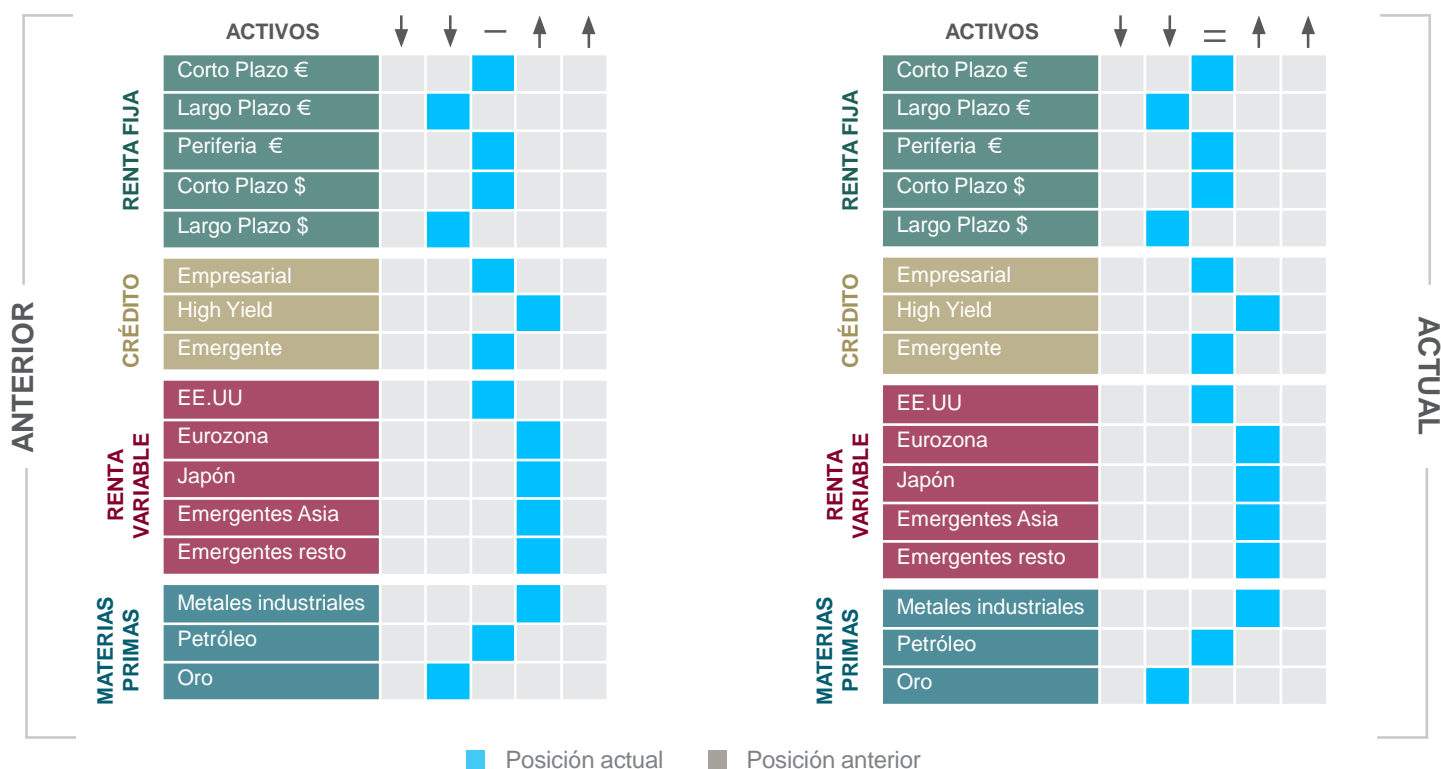 ANTERIOR
ACTIVOS
RENTA FIJA
Corto Plazo €
Largo Plazo €
Periferia €
Corto Plazo $
Largo Plazo $
CRÉDITO
Empresarial
High Yield
Emergente
RENTA
VARIABLE
EE.UU
Eurozona
Japón
Emergentes Asia
Emergentes resto
MATERIAS
PRIMAS
Metales industriales
Petróleo
Oro
ACTIVOS
RENTA FIJA
Corto Plazo €
Largo Plazo €
Periferia €
Corto Plazo $
Largo Plazo $
CRÉDITO
Empresarial
High Yield
Emergente
RENTA
VARIABLE
EE.UU
Eurozona
Japón
Emergentes Asia
Emergentes resto
MATERIAS
PRIMAS
Metales industriales
Petróleo
Oro
ACTUAL
Posición actual
Posición anterior